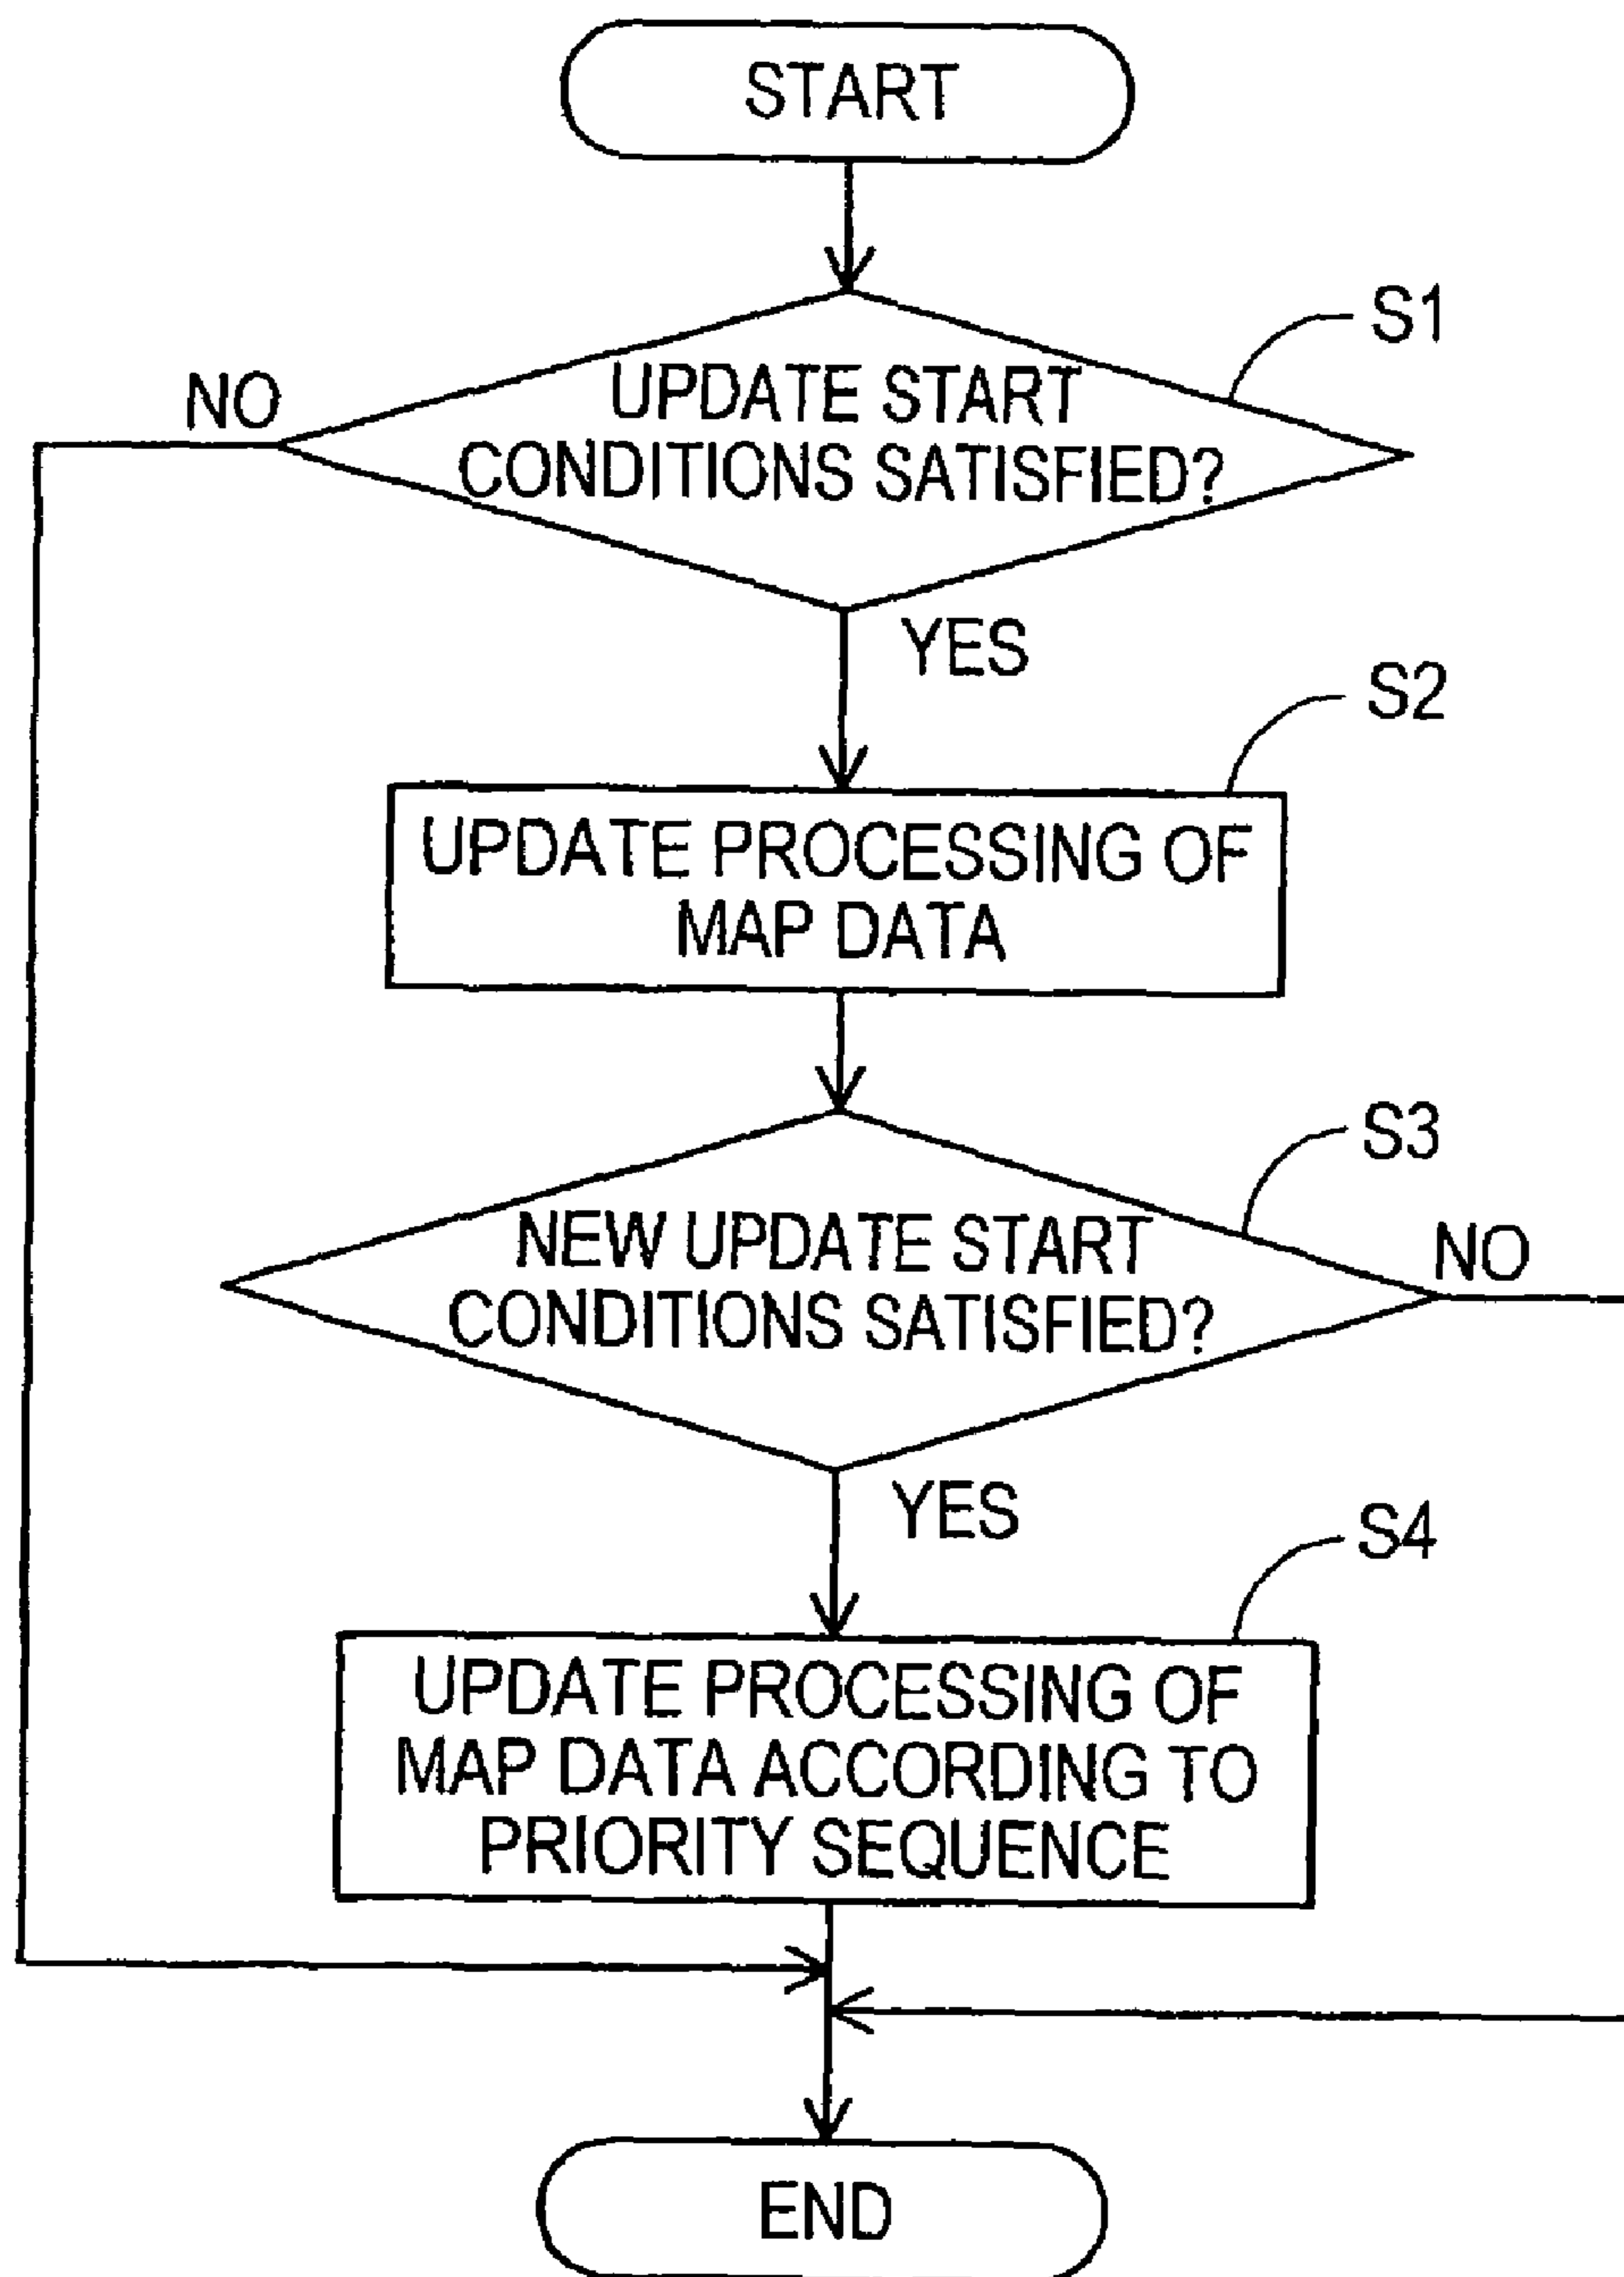 START
S1
NO
UPDATE START
CONDITIONS SATISFIED?
YES
S2
UPDATE PROCESSING OF
MAP DATA
S3
NEW UPDATE START
CONDITIONS SATISFIED?
NO
YES
S4
UPDATE PROCESSING OF
MAP DATA ACCORDING TO
PRIORITY SEQUENCE
END